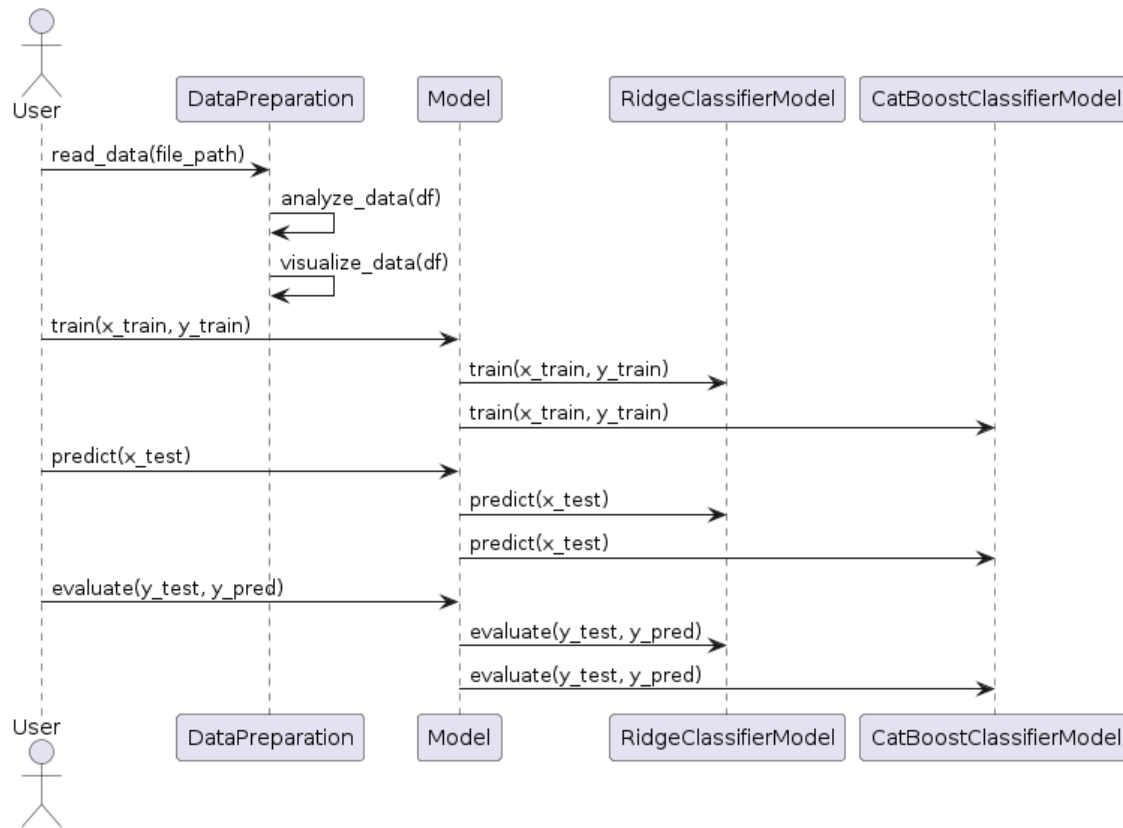 User
DataPreparation
Model
RidgeClassifierModel
CatBoostClassifierModel
read_data(file_path)
analyze_data(df)
visualize_data(df)
train(x_train, y_train)
train(x_train, y_train)
train(x_train, y_train)
predict(x_test)
predict(x_test)
predict(x_test)
evaluate(y_test, y_pred)
evaluate(y_test, y_pred)
evaluate(y_test, y_pred)
User
DataPreparation
Model
RidgeClassifierModel
CatBoostClassifierModel